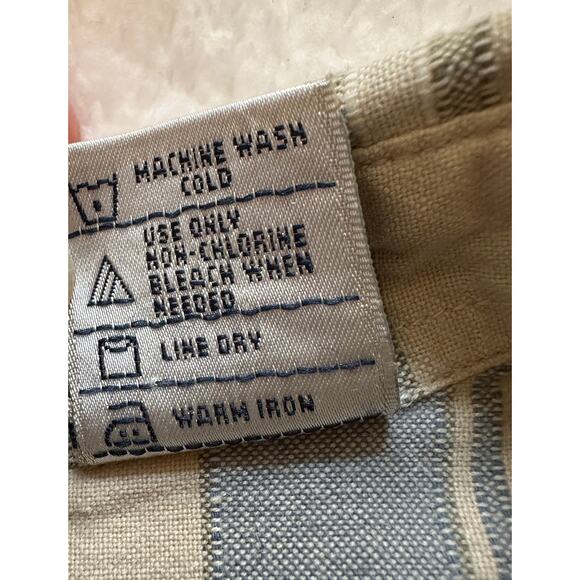 MACHINE WASH
COLD
USE ONLY
NON-CHLORINE
BLEACH WHEN
NEEDED
LINE DRY
WARM IRON